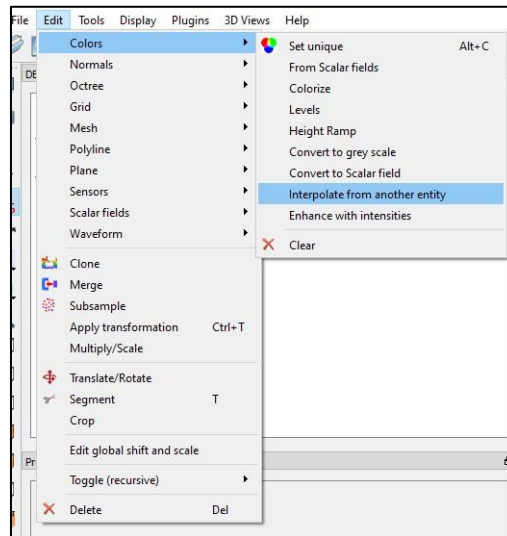 File Edit Tools Display Plugins 3D Views Help
Colors
Normals
Octree
Grid
Mesh
Polyline
Plane
Sensors
Scalar fields
Waveform
Clone
Merge
Subsample
Apply transformation Ctrl+T
Multiply/Scale
Translate/Rotate
Segment T
Crop
Edit global shift and scale
Toggle (recursive)
Delete Del
Set unique Alt+C
From Scalar fields
Colorize
Levels
Height Ramp
Convert to grey scale
Convert to Scalar field
Interpolate from another entity
Enhance with intensities
Clear
DB
Pr